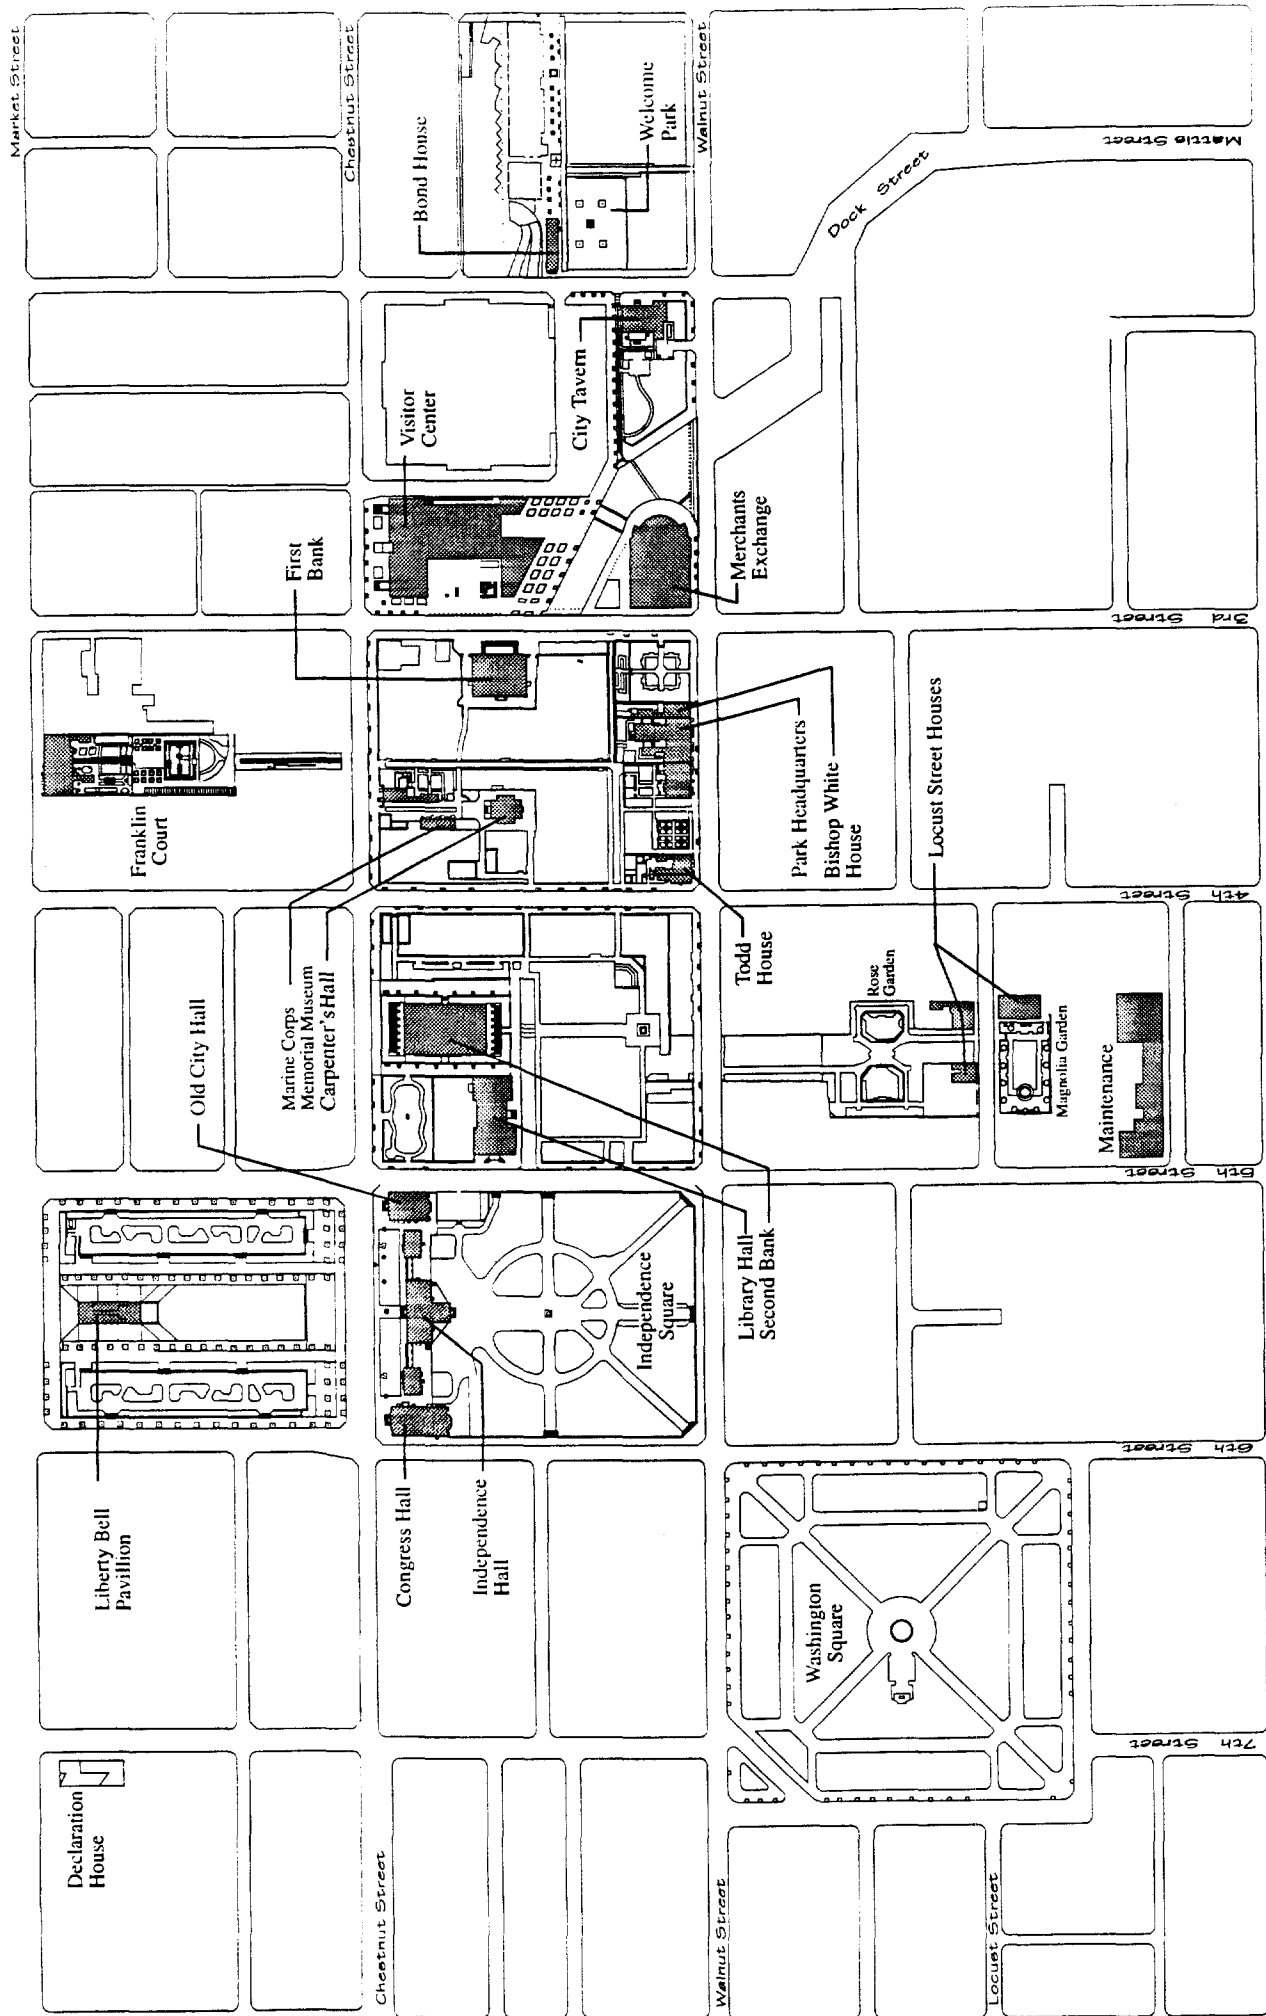 Market Street
Chestnut Street
Walnut Street
Mattis Street
Dock Street
Bond House
Welcome
Park
Visitor
Center
City Tavern
First
Bank
Merchants
Exchange
3rd Street
Franklin
Court
Park Headquarters
Bishop White
House
Locust Street Houses
4th Street
Marine Corps
Memorial Museum
Carpenter's Hall
Todd
House
Rose
Garden
Magnolia Garden
Maintenance
Old City Hall
5th Street
Library Hall
Second Bank
Independence
Square
6th Street
Liberty Bell
Pavillion
Congress Hall
Independence
Hall
Washington
Square
7th Street
Declaration
House
Chestnut Street
Walnut Street
Locust Street